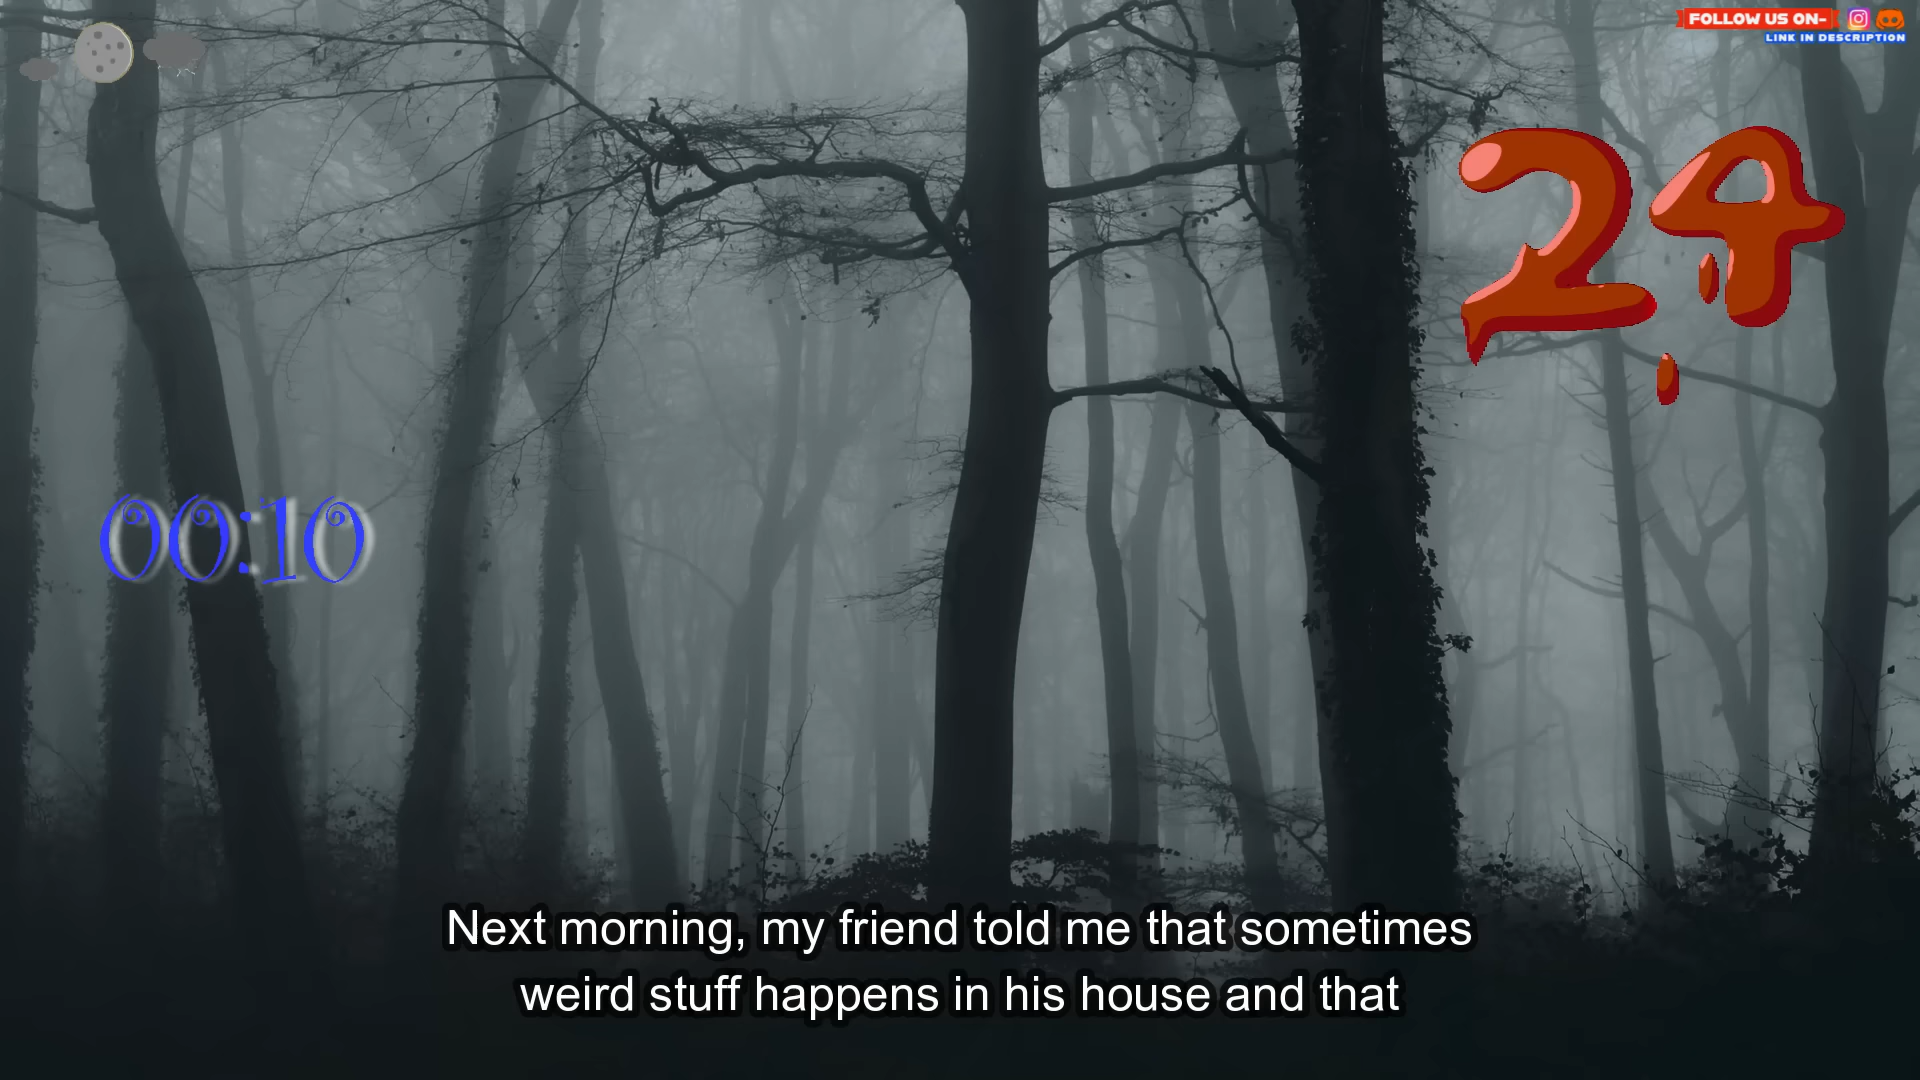 FOLLOW US ON-
LINK IN DESCRIPTION
24
00:10
Next morning, my friend told me that sometimes
weird stuff happens in his house and that